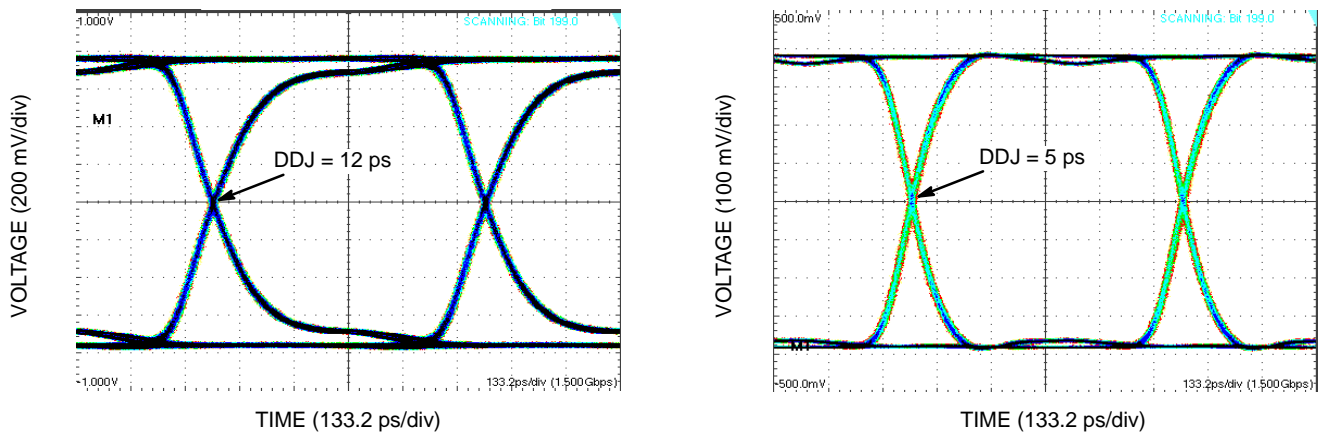 1.000V
SCANNING: Bit 199.0
M1
DDJ = 12 ps
VOLTAGE (200 mV/div)
-1.000V
133.2ps/div (1.500Gbps)
TIME (133.2 ps/div)
500.0mV
SCANNING: Bit 199.0
DDJ = 5 ps
VOLTAGE (100 mV/div)
M1
-500.0mV
133.2ps/div (1.500Gbps)
TIME (133.2 ps/div)